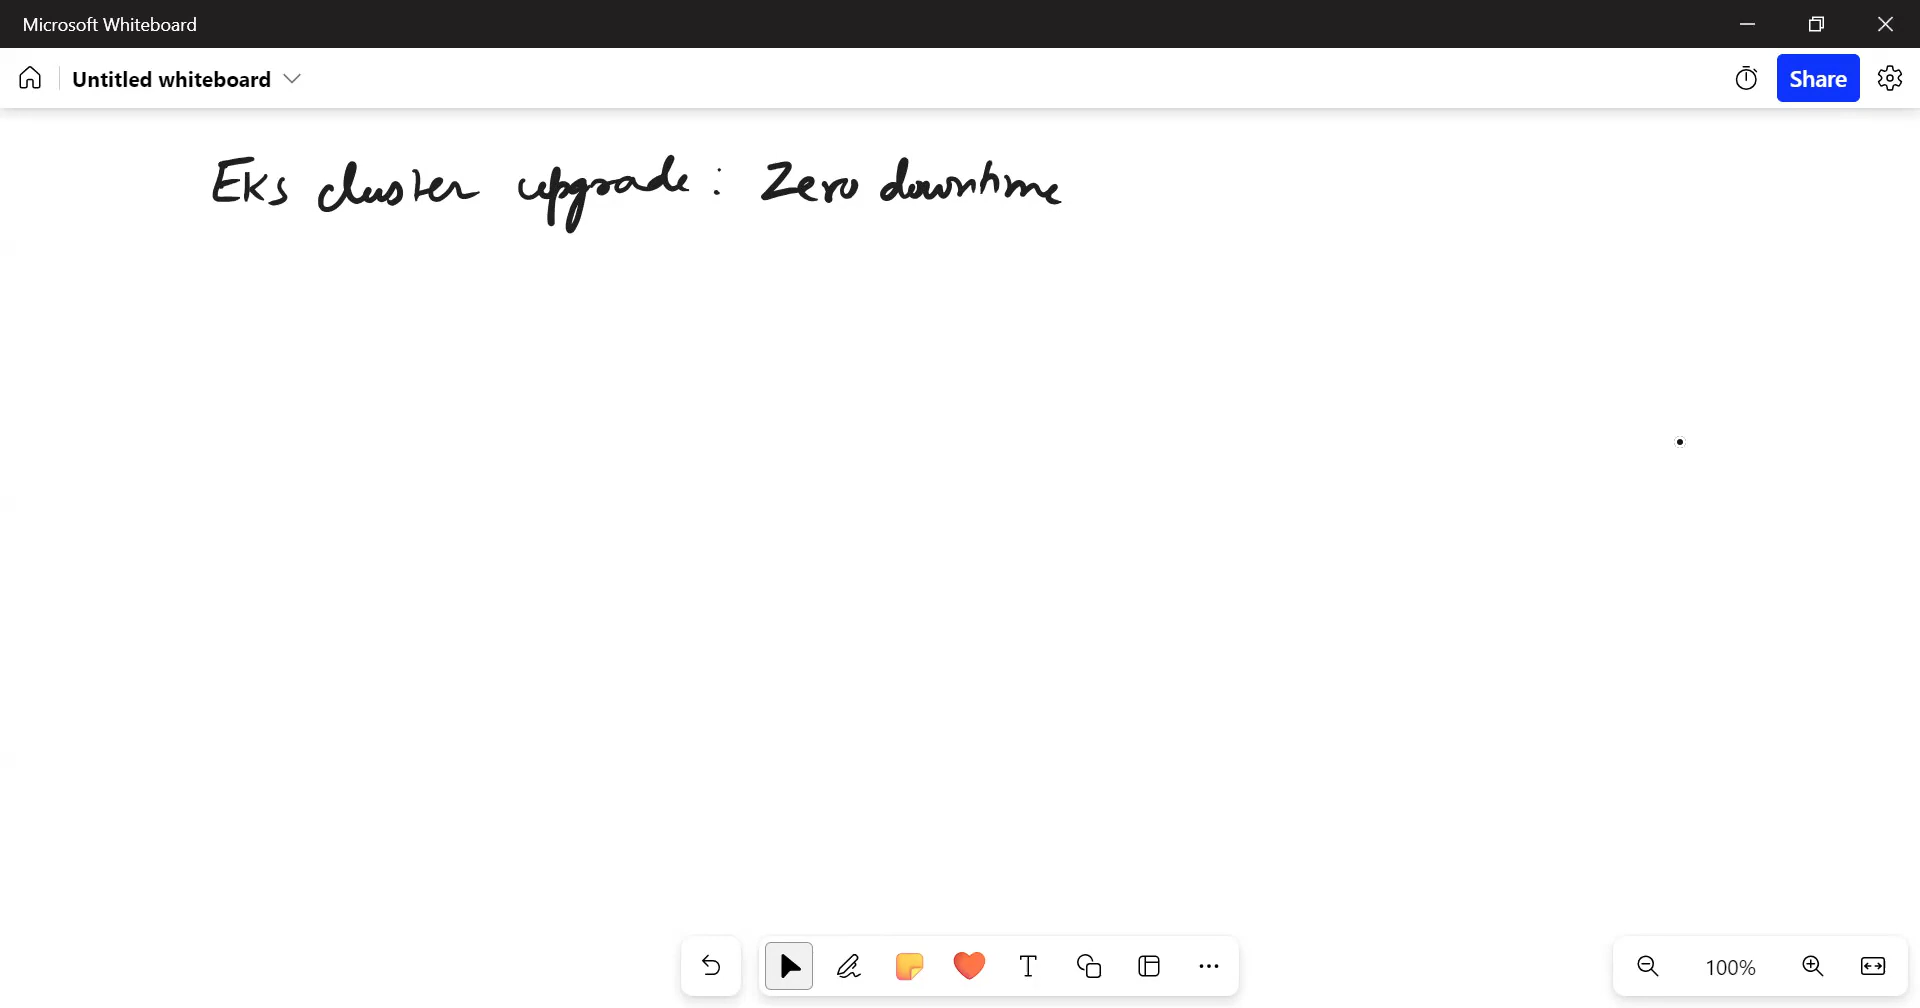 Microsoft Whiteboard
Untitled whiteboard
Share
Eks cluster upgrade : Zero downtime
T
100%